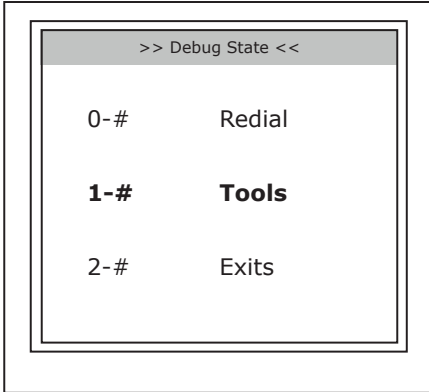 >> Debug State <<
0-# Redial
1-# Tools
2-# Exits